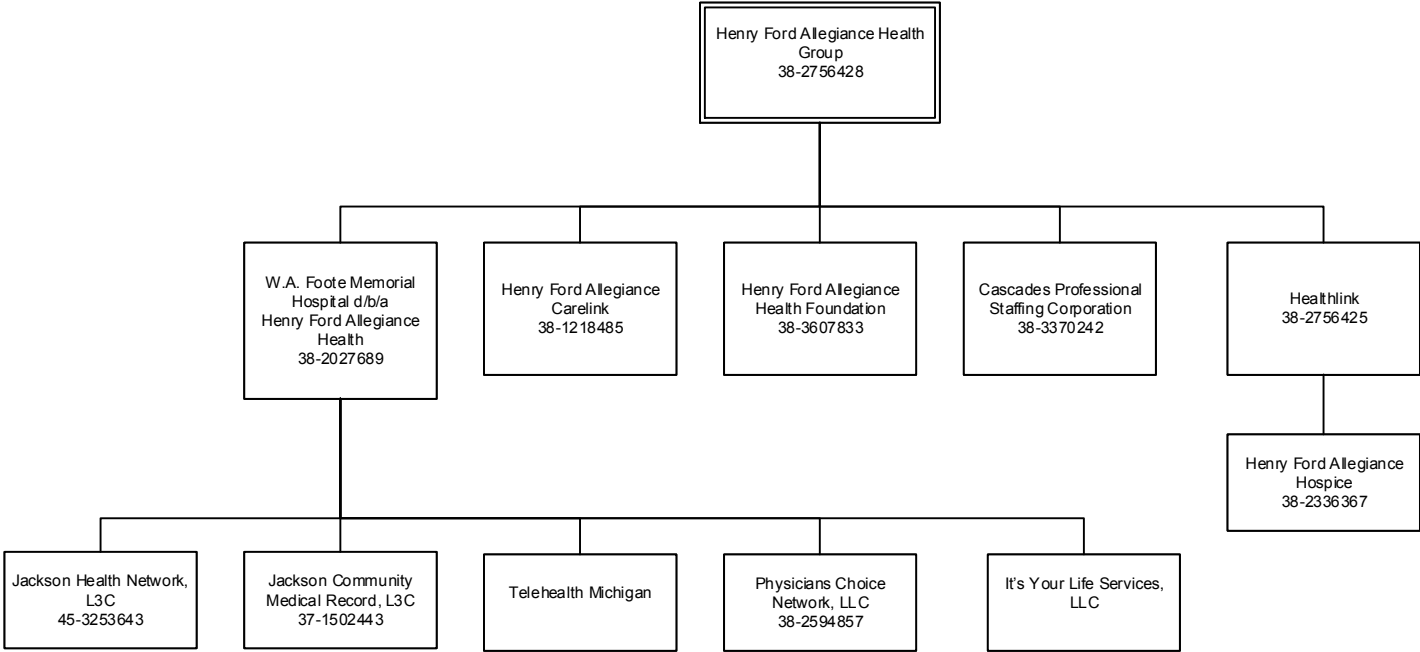 Henry Ford Allegiance Health
Group
38-2756428
W.A. Foote Memorial
Hospital d/b/a
Henry Ford Allegiance
Health
38-2027689
Henry Ford Allegiance
Carelink
38-1218485
Henry Ford Allegiance
Health Foundation
38-3607833
Cascades Professional
Staffing Corporation
38-3370242
Healthlink
38-2756425
Henry Ford Allegiance
Hospice
38-2336367
Jackson Health Network,
L3C
45-3253643
Jackson Community
Medical Record, L3C
37-1502443
Telehealth Michigan
Physicians Choice
Network, LLC
38-2594857
It's Your Life Services,
LLC